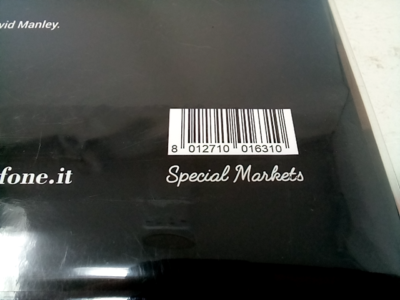 vid Manley.
8 012710 016310
fone.it
Special Markets